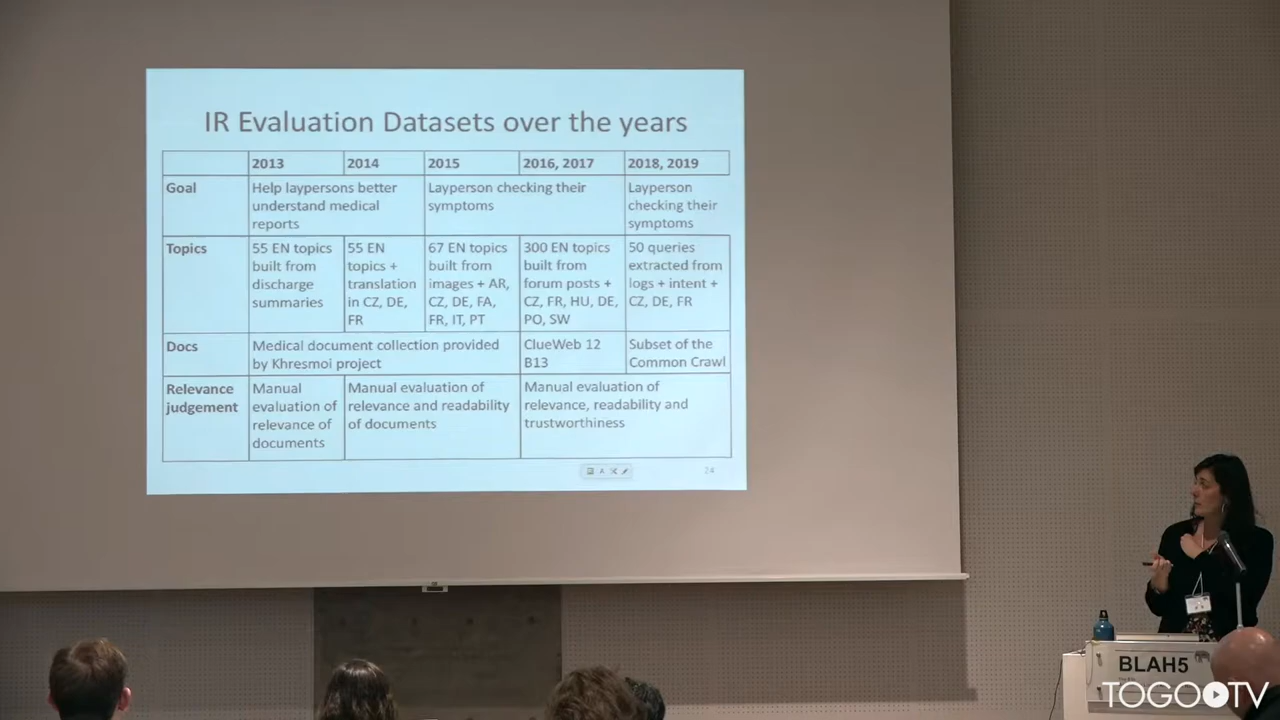 IR Evaluation Datasets over the years
2013 2014 2015 2016, 2017 2018, 2019
Goal
Help laypersons better
understand medical
reports
Layperson checking their
symptoms
Layperson
checking their
symptoms
Topics
55 EN topics
built from
discharge
summaries
55 EN
topics +
translation
in CZ, DE,
FR
67 EN topics
built from
images + AR,
CZ, DE, FA,
FR, IT, PT
300 EN topics
built from
forum posts +
CZ, FR, HU, DE,
PO, SW
50 queries
extracted from
logs + intent +
CZ, DE, FR
Docs
Medical document collection provided
by Khresmoi project
ClueWeb 12
B13
Subset of the
Common Crawl
Relevance
judgement
Manual
evaluation of
relevance of
documents
Manual evaluation of
relevance and readability
of documents
Manual evaluation of
relevance, readability and
trustworthiness
24
BLAH5
TOGO TV